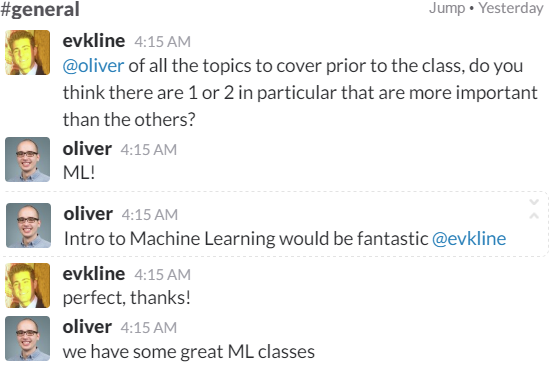 #general Jump • Yesterday
evkline 4:15 AM
@oliver of all the topics to cover prior to the class, do you
think there are 1 or 2 in particular that are more important
than the others?
oliver 4:15 AM
ML!
oliver 4:15 AM
Intro to Machine Learning would be fantastic @evkline
evkline 4:15 AM
perfect, thanks!
oliver 4:15 AM
we have some great ML classes